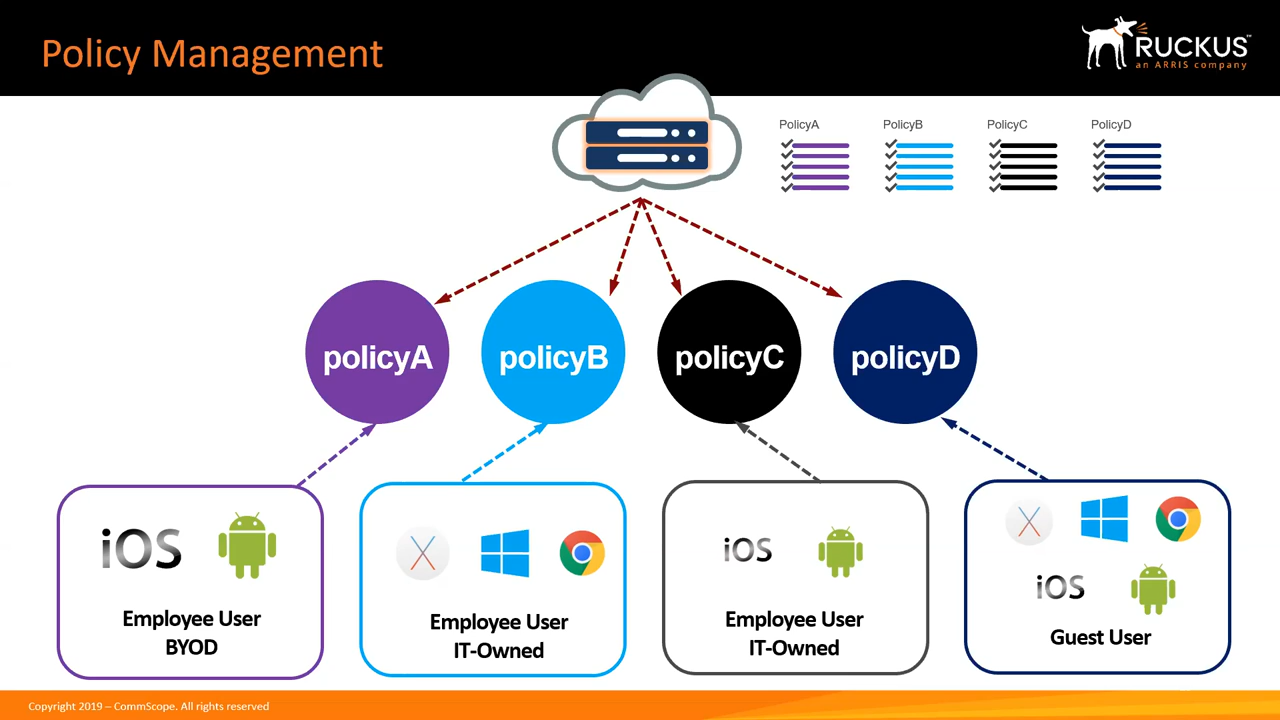 Policy Management
RUCKUS™
an ARRIS company
PolicyA
PolicyB
PolicyC
PolicyD
policyA
policyB
policyC
policyD
iOS
Employee User
BYOD
Employee User
IT-Owned
iOS
Employee User
IT-Owned
iOS
Guest User
Copyright 2019 – CommScope. All rights reserved